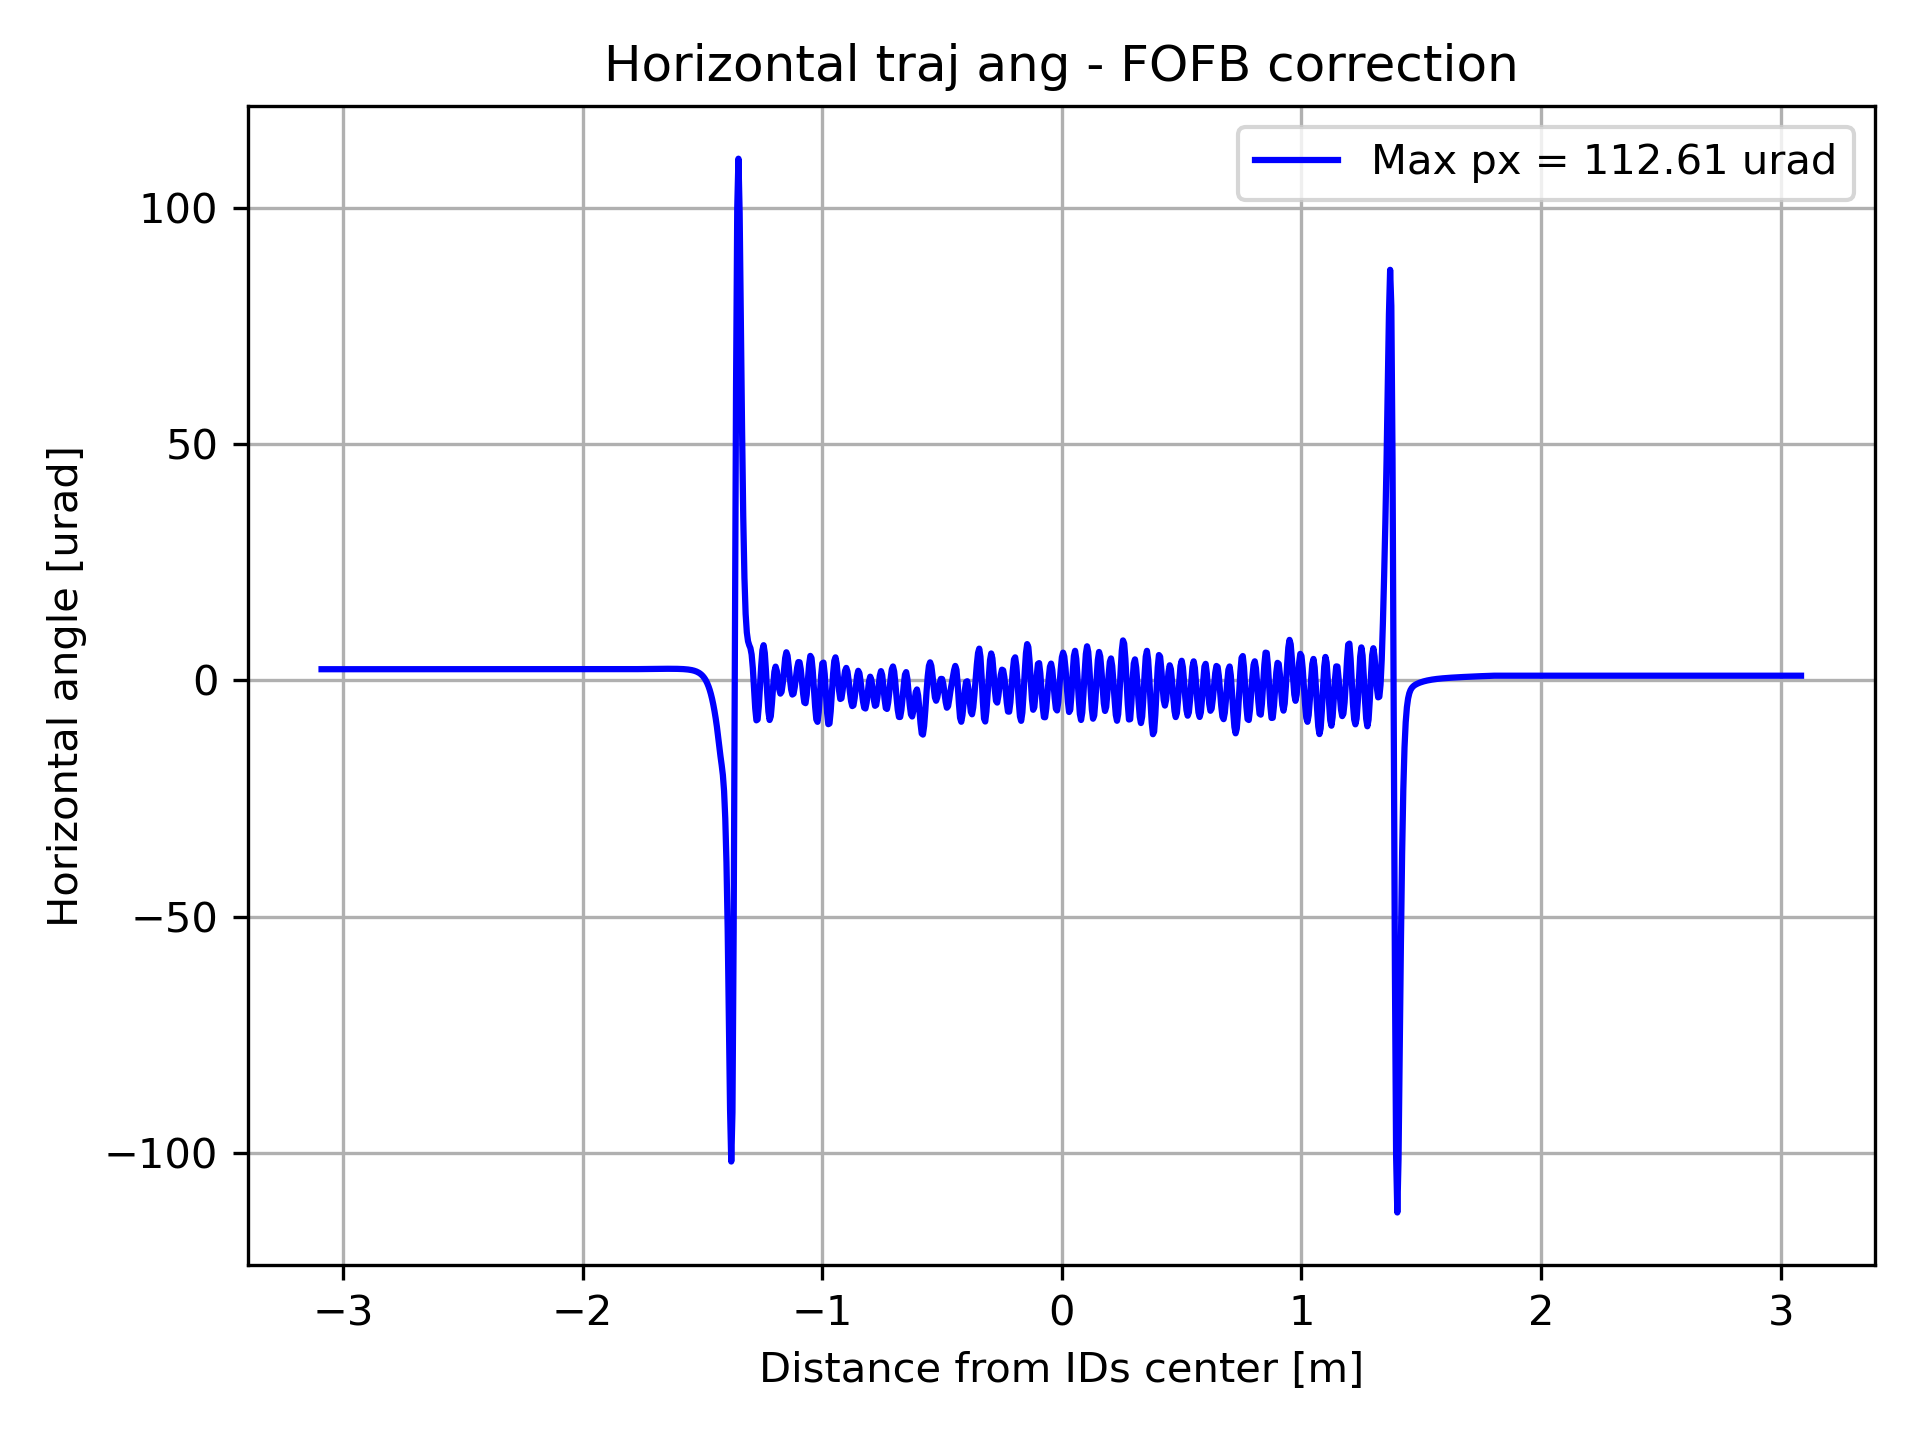 Horizontal traj ang - FOFB correction
Max px = 112.61 urad
Horizontal angle [urad]
100
50
0
−50
−100
−3 −2 −1 0 1 2 3
Distance from IDs center [m]